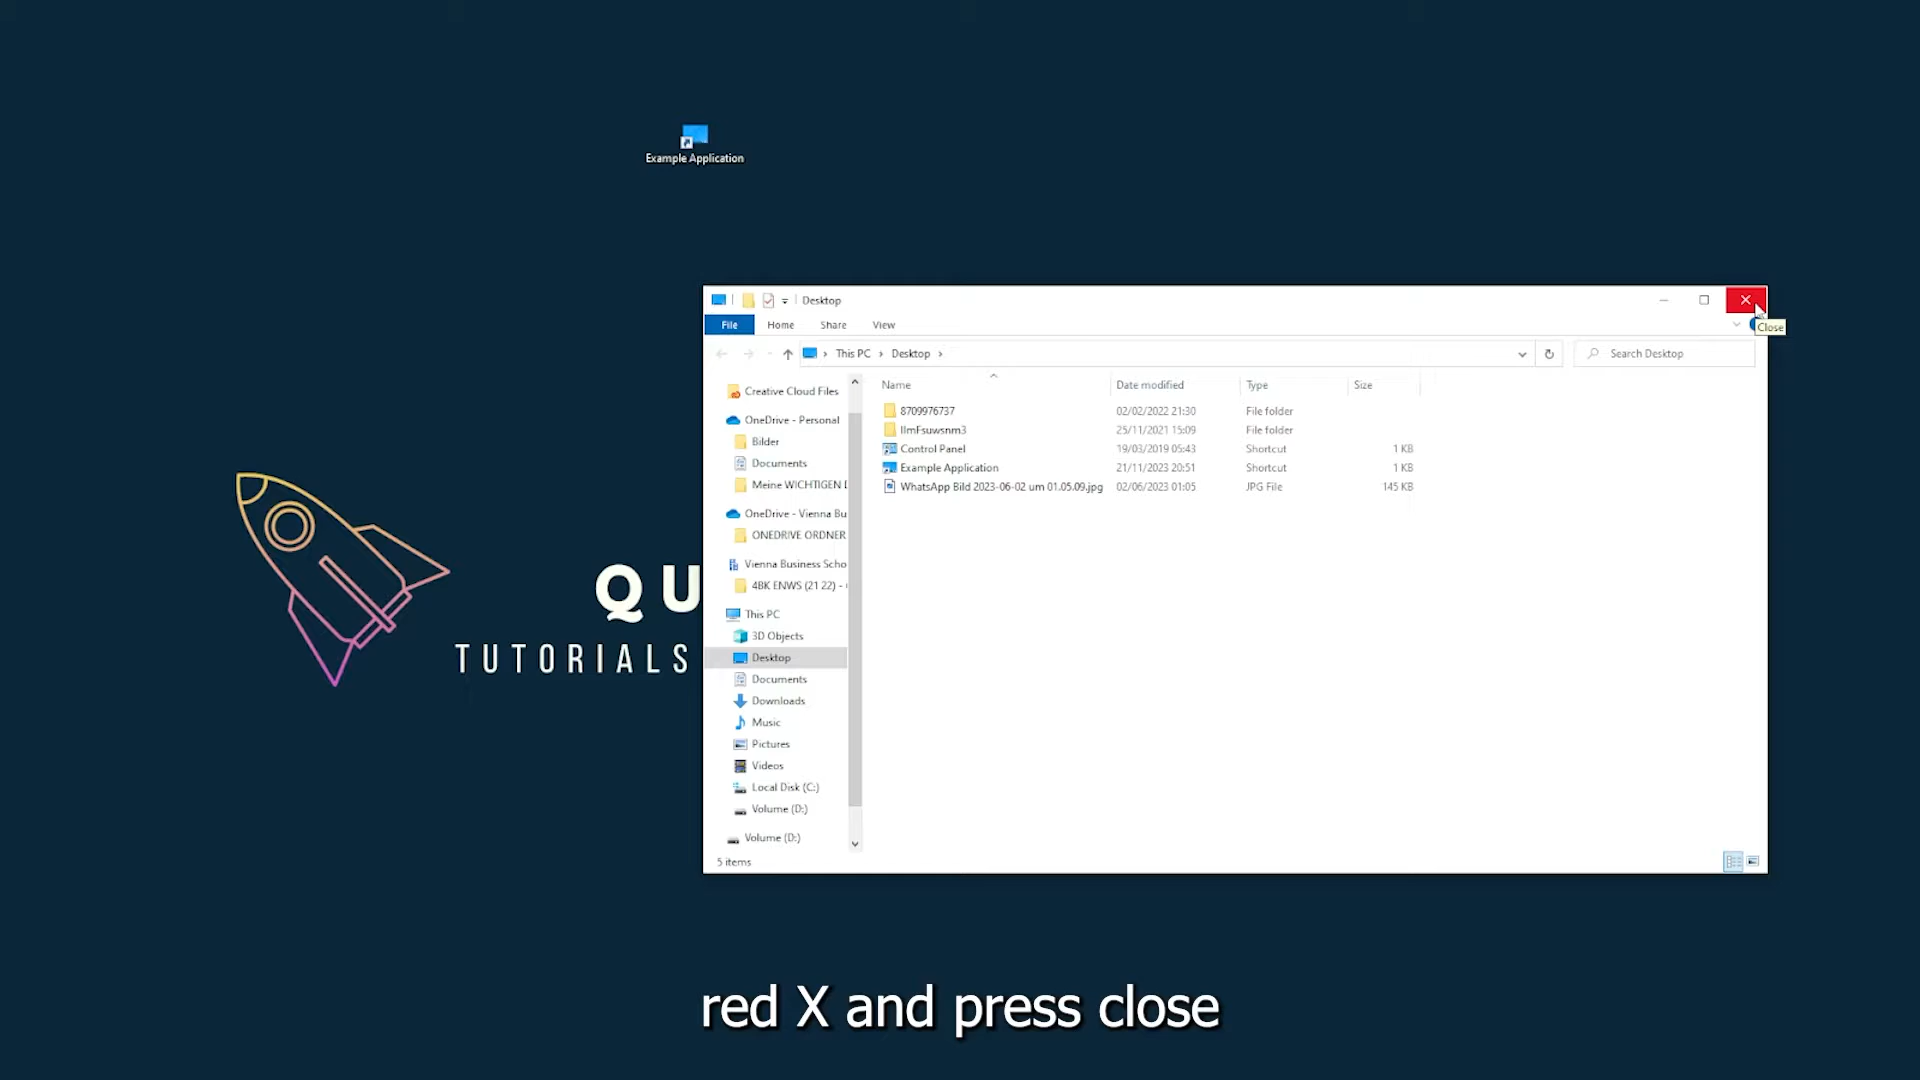 Example Application
Desktop
File Home Share View
Close
This PC Desktop
Search Desktop
Name Date modified Type Size
8709976737 02/02/2022 21:30 File folder
IlmFsuwsnm3 25/11/2021 15:09 File folder
Control Panel 19/03/2019 05:43 Shortcut 1 KB
Example Application 21/11/2023 20:51 Shortcut 1 KB
WhatsApp Bild 2023-06-02 um 01.05.09.jpg 02/06/2023 01:05 JPG File 145 KB
Creative Cloud Files
OneDrive - Personal
Bilder
Documents
Meine WICHTIGEN
OneDrive - Vienna Bu
ONEDRIVE ORDNER
Vienna Business Scho
4BK ENWS (21 22) -
This PC
3D Objects
Desktop
Documents
Downloads
Music
Pictures
Videos
Local Disk (C:)
Volume (D:)
Volume (D:)
5 items
QU
TUTORIALS
red X and press close